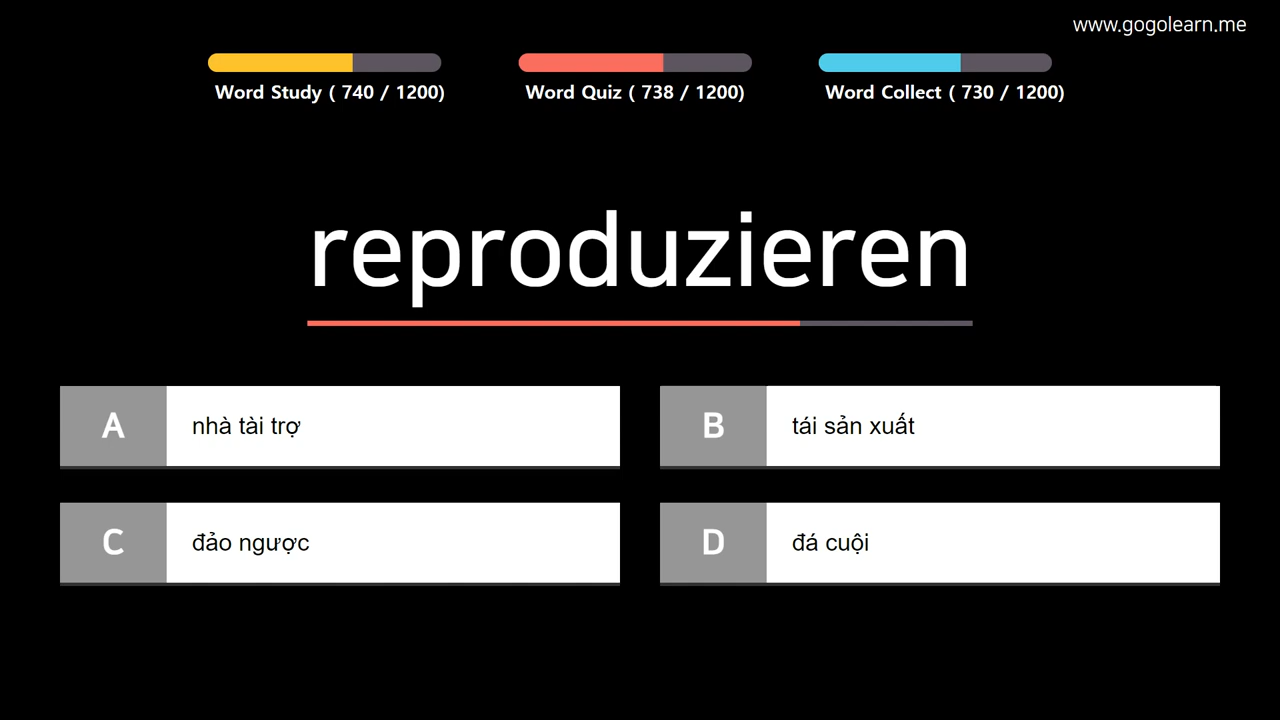 www.gogolearn.me
Word Study ( 740 / 1200)
Word Quiz ( 738 / 1200)
Word Collect ( 730 / 1200)
reproduzieren
A nhà tài trợ
B tái sản xuất
C đảo ngược
D đá cuội